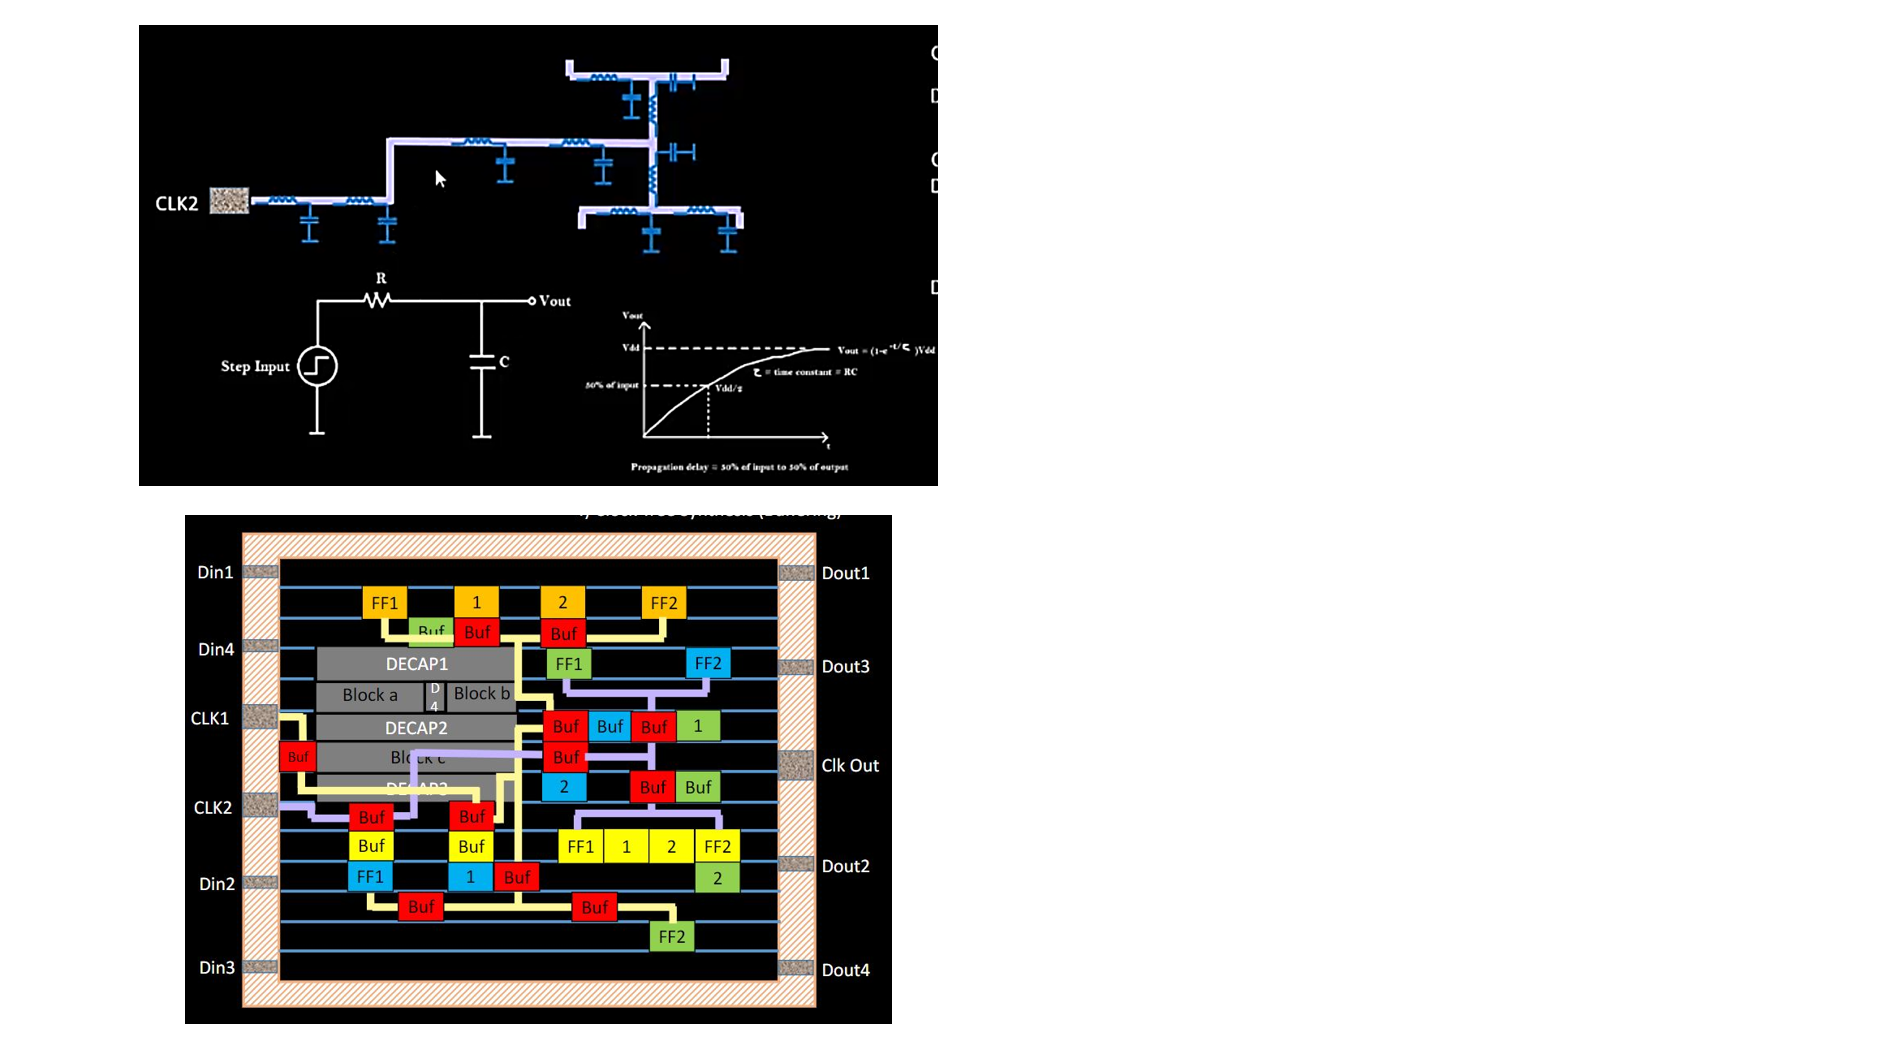 CLK2
R
Vout
Step Input
C
Vout
Vdd
Vout = (1-e^-t/τ)Vdd
τ = time constant = RC
50% of input
Vdd/2
t
Propagation delay = 50% of input to 50% of output
Din1
Dout1
FF1
1
2
FF2
Buf
Buf
Buf
Din4
DECAP1
FF1
FF2
Dout3
Block a
D
4
Block b
CLK1
DECAP2
Buf
Buf
Buf
1
Buf
Block c
Buf
Clk Out
2
Buf
Buf
CLK2
Buf
Buf
Buf
Buf
FF1
1
2
FF2
Dout2
Din2
FF1
1
Buf
2
Buf
Buf
FF2
Din3
Dout4